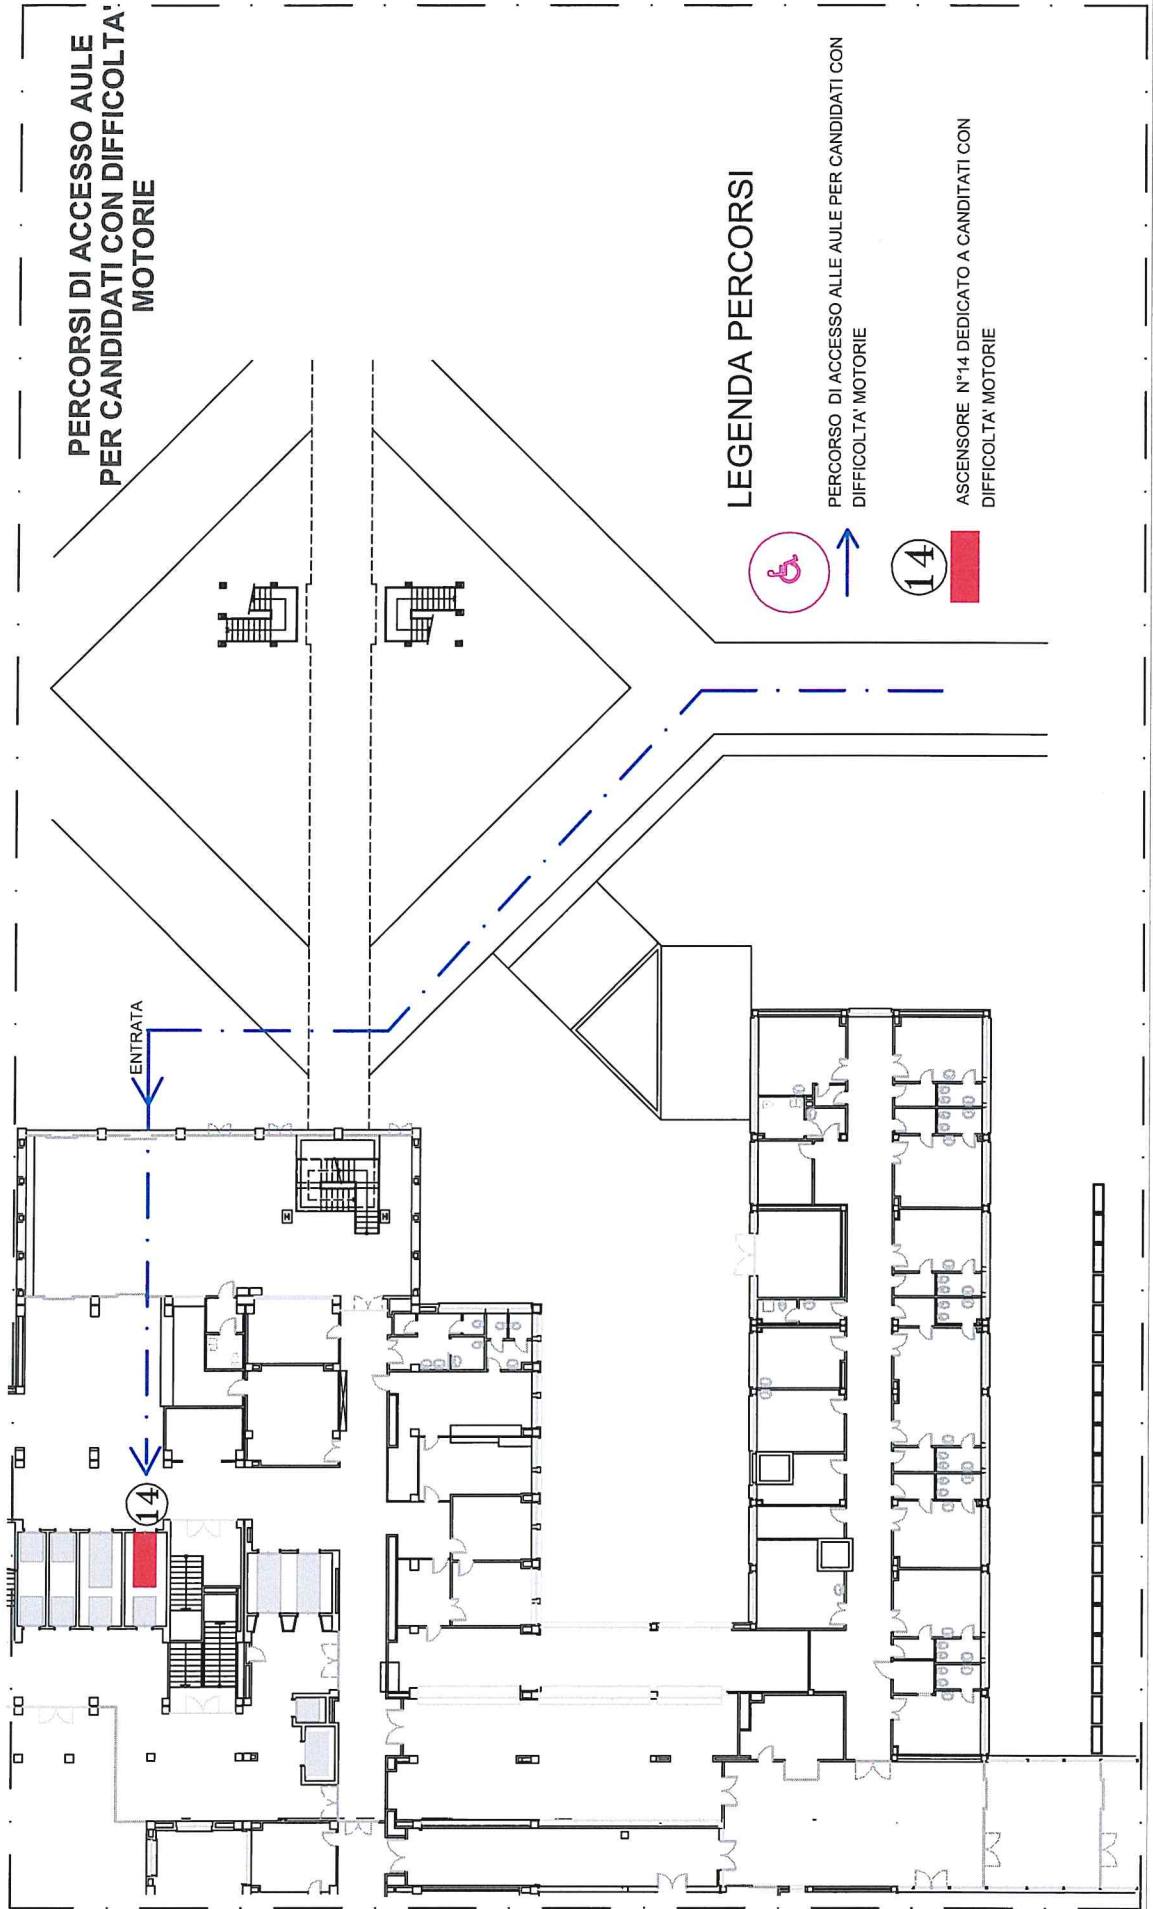 PERCORSI DI ACCESSO AULE
PER CANDIDATI CON DIFFICOLTA'
MOTORIE
ENTRATA
14
LEGENDA PERCORSI
PERCORSO DI ACCESSO ALLE AULE PER CANDIDATI CON
DIFFICOLTA' MOTORIE
14
ASCENSORE N°14 DEDICATO A CANDITATI CON
DIFFICOLTA' MOTORIE